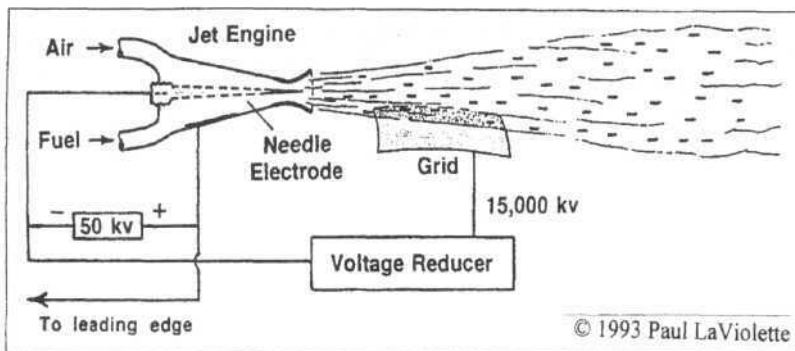 Jet Engine
Air
Fuel
Needle
Electrode
Grid
− 50 kv +
15,000 kv
Voltage Reducer
To leading edge
© 1993 Paul LaViolette